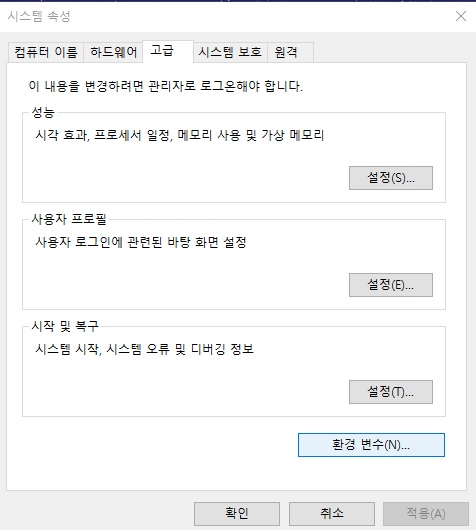 시스템 속성
컴퓨터 이름 하드웨어 고급 시스템 보호 원격
이 내용을 변경하려면 관리자로 로그온해야 합니다.
성능
시각 효과, 프로세서 일정, 메모리 사용 및 가상 메모리
설정(S)...
사용자 프로필
사용자 로그인에 관련된 바탕 화면 설정
설정(E)...
시작 및 복구
시스템 시작, 시스템 오류 및 디버깅 정보
설정(T)...
환경 변수(N)...
확인 취소 적용(A)